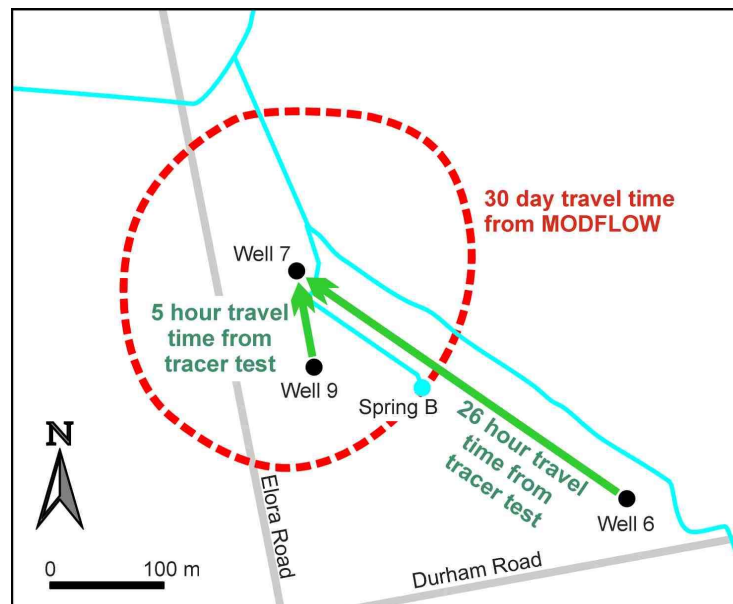 30 day travel time
from MODFLOW
Well 7
5 hour travel
time from
tracer test
Well 9
Spring B
26 hour travel
time from
tracer test
Well 6
N
Elora Road
Durham Road
0 100 m